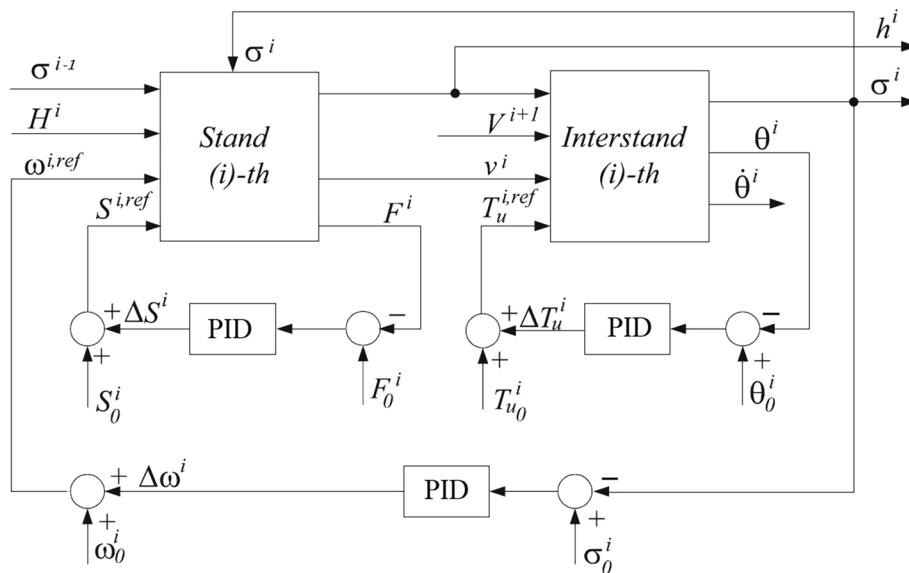 h^i
σ^i
σ^{i-1}
σ^i
H^i
Stand
(i)-th
V^{i+1}
Interstand
(i)-th
θ^i
ω^{i,ref}
v^i
θ̇^i
S^{i,ref}
F^i
T_u^{i,ref}
+ ΔS^i
PID
−
+ ΔT_u^i
PID
−
+
+
+
S_0^i
F_0^i
T_{u_0}^i
θ_0^i
+ Δω^i
PID
−
+
+
ω_0^i
σ_0^i